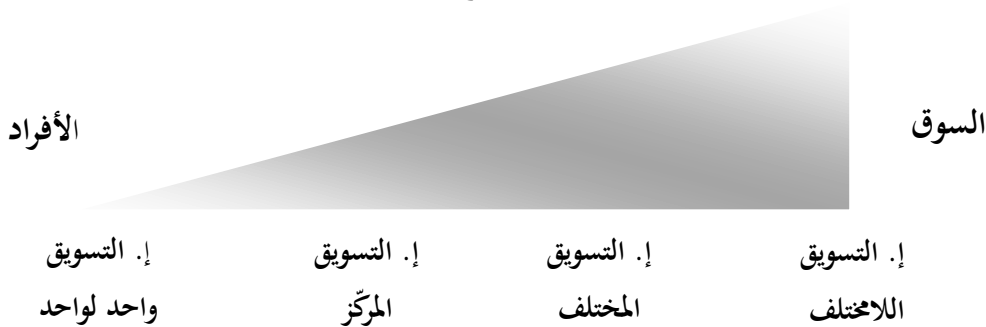 السوق
الأفراد
إ. التسويق
اللامختلف
إ. التسويق
المختلف
إ. التسويق
المركّز
إ. التسويق
واحد لواحد